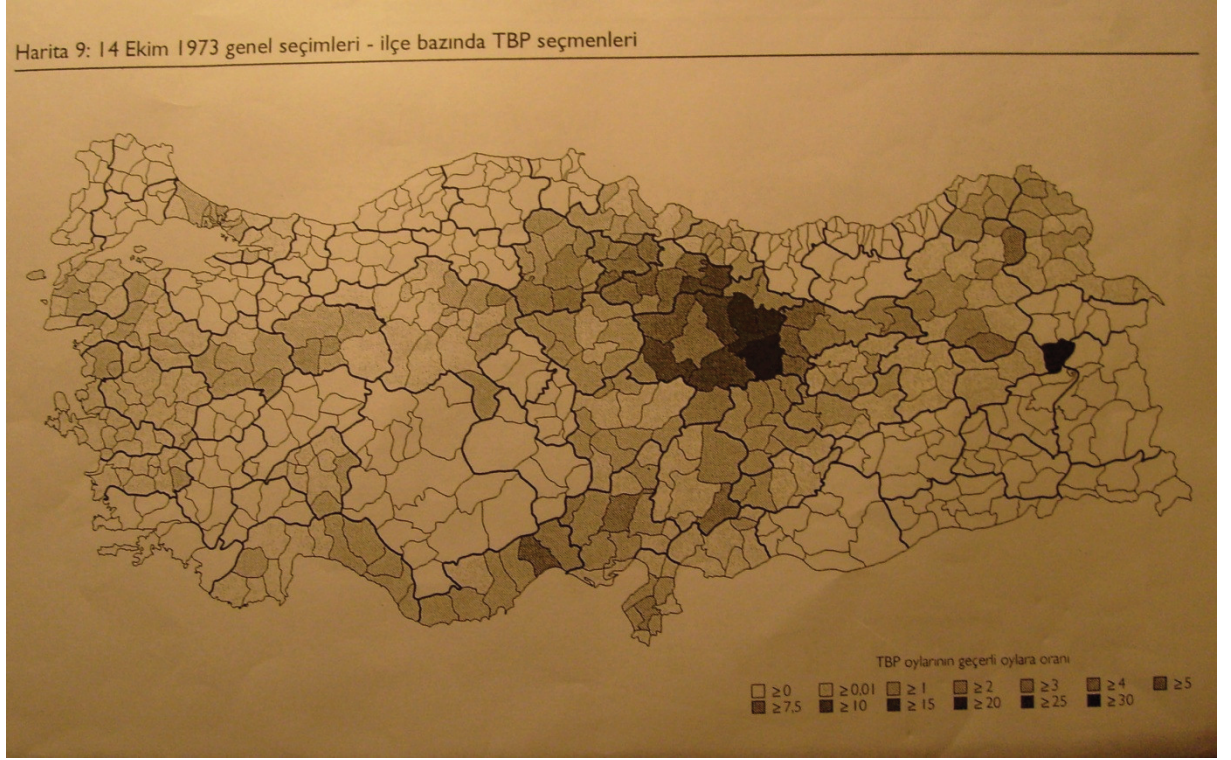 Harita 9: 14 Ekim 1973 genel seçimleri - ilçe bazında TBP seçmenleri
TBP oylarının geçerli oylara oranı
≥0 ≥0,01 ≥1 ≥2 ≥3 ≥4 ≥5
≥7,5 ≥10 ≥15 ≥20 ≥25 ≥30